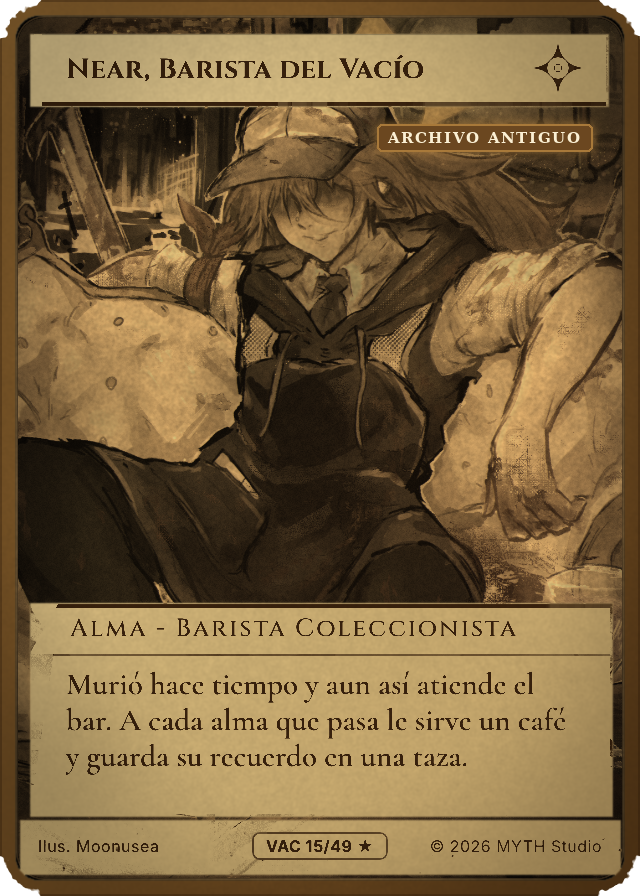 Near, Barista del Vacío
ARCHIVO ANTIGUO
Alma - Barista Coleccionista
Murió hace tiempo y aun así atiende el
bar. A cada alma que pasa le sirve un café
y guarda su recuerdo en una taza.
Ilus. Moonusea
VAC 15/49 ★
© 2026 MYTH Studio